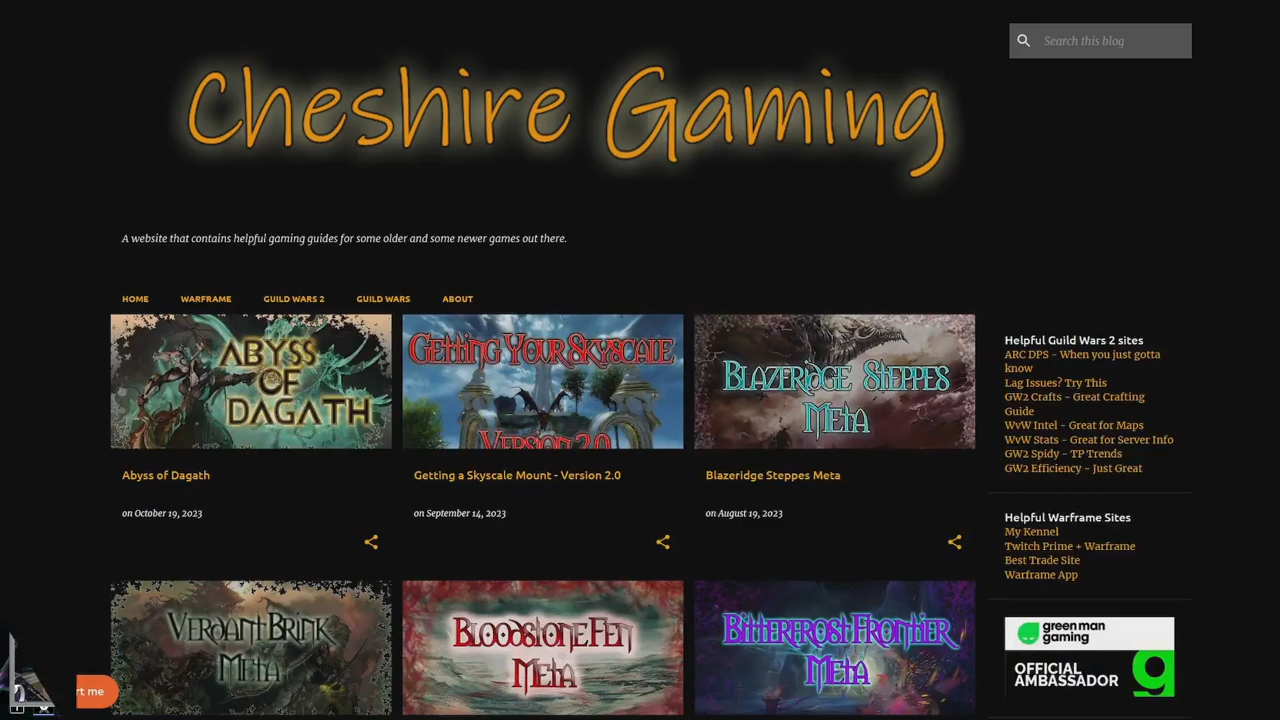 Search this blog
Cheshire Gaming
A website that contains helpful gaming guides for some older and some newer games out there.
HOME WARFRAME GUILD WARS 2 GUILD WARS ABOUT
ABYSS
OF
DAGATH
Abyss of Dagath
on October 19, 2023
Getting Your Skyscale
Version 2.0
Getting a Skyscale Mount - Version 2.0
on September 14, 2023
Blazeridge Steppes
Meta
Blazeridge Steppes Meta
on August 19, 2023
Verdant Brink
Meta
Bloodstone Fen
Meta
Bitterfrost Frontier
Meta
Helpful Guild Wars 2 sites
ARC DPS - When you just gotta
know
Lag Issues? Try This
GW2 Crafts - Great Crafting
Guide
WvW Intel - Great for Maps
WvW Stats - Great for Server Info
GW2 Spidy - TP Trends
GW2 Efficiency - Just Great
Helpful Warframe Sites
My Kennel
Twitch Prime + Warframe
Best Trade Site
Warframe App
green man
gaming
OFFICIAL
AMBASSADOR
rt me